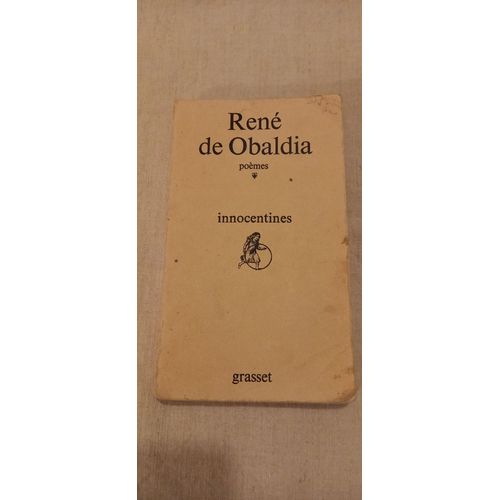 René
de Obaldia
poèmes
innocentines
grasset